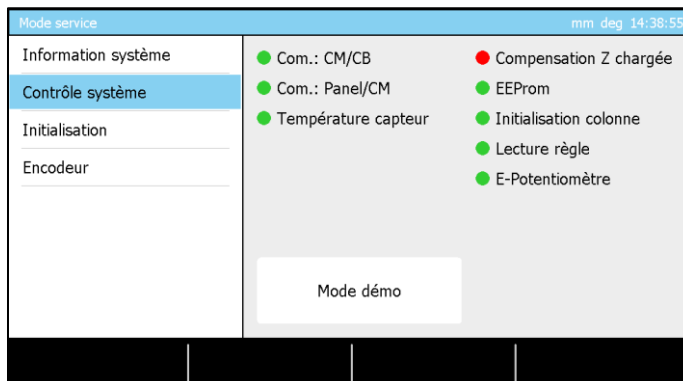 Mode service
mm deg 14:38:55
Information système
Contrôle système
Initialisation
Encodeur
Com.: CM/CB
Com.: Panel/CM
Température capteur
Compensation Z chargée
EEProm
Initialisation colonne
Lecture règle
E-Potentiomètre
Mode démo